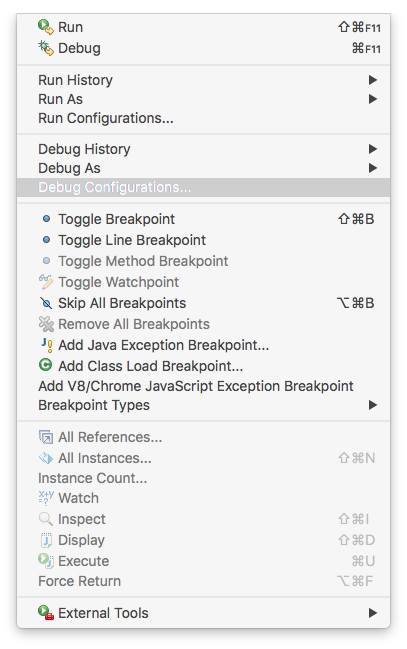 Run ⇧⌘F11
Debug ⌘F11
Run History
Run As
Run Configurations...
Debug History
Debug As
Debug Configurations...
Toggle Breakpoint ⇧⌘B
Toggle Line Breakpoint
Toggle Method Breakpoint
Toggle Watchpoint
Skip All Breakpoints ⌥⌘B
Remove All Breakpoints
Add Java Exception Breakpoint...
Add Class Load Breakpoint...
Add V8/Chrome JavaScript Exception Breakpoint
Breakpoint Types
All References...
All Instances... ⇧⌘N
Instance Count...
Watch
Inspect ⇧⌘I
Display ⇧⌘D
Execute ⌘U
Force Return ⌥⌘F
External Tools